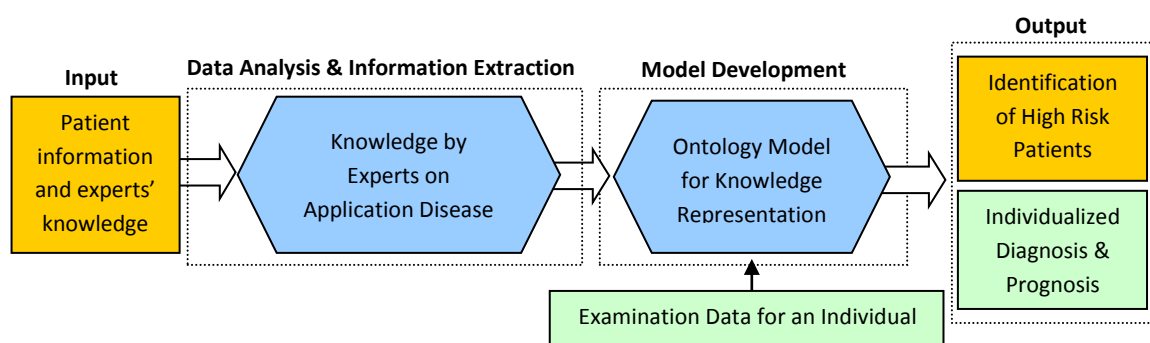 Input
Patient
information
and experts'
knowledge
Data Analysis & Information Extraction
Knowledge by
Experts on
Application Disease
Model Development
Ontology Model
for Knowledge
Representation
Examination Data for an Individual
Output
Identification
of High Risk
Patients
Individualized
Diagnosis &
Prognosis